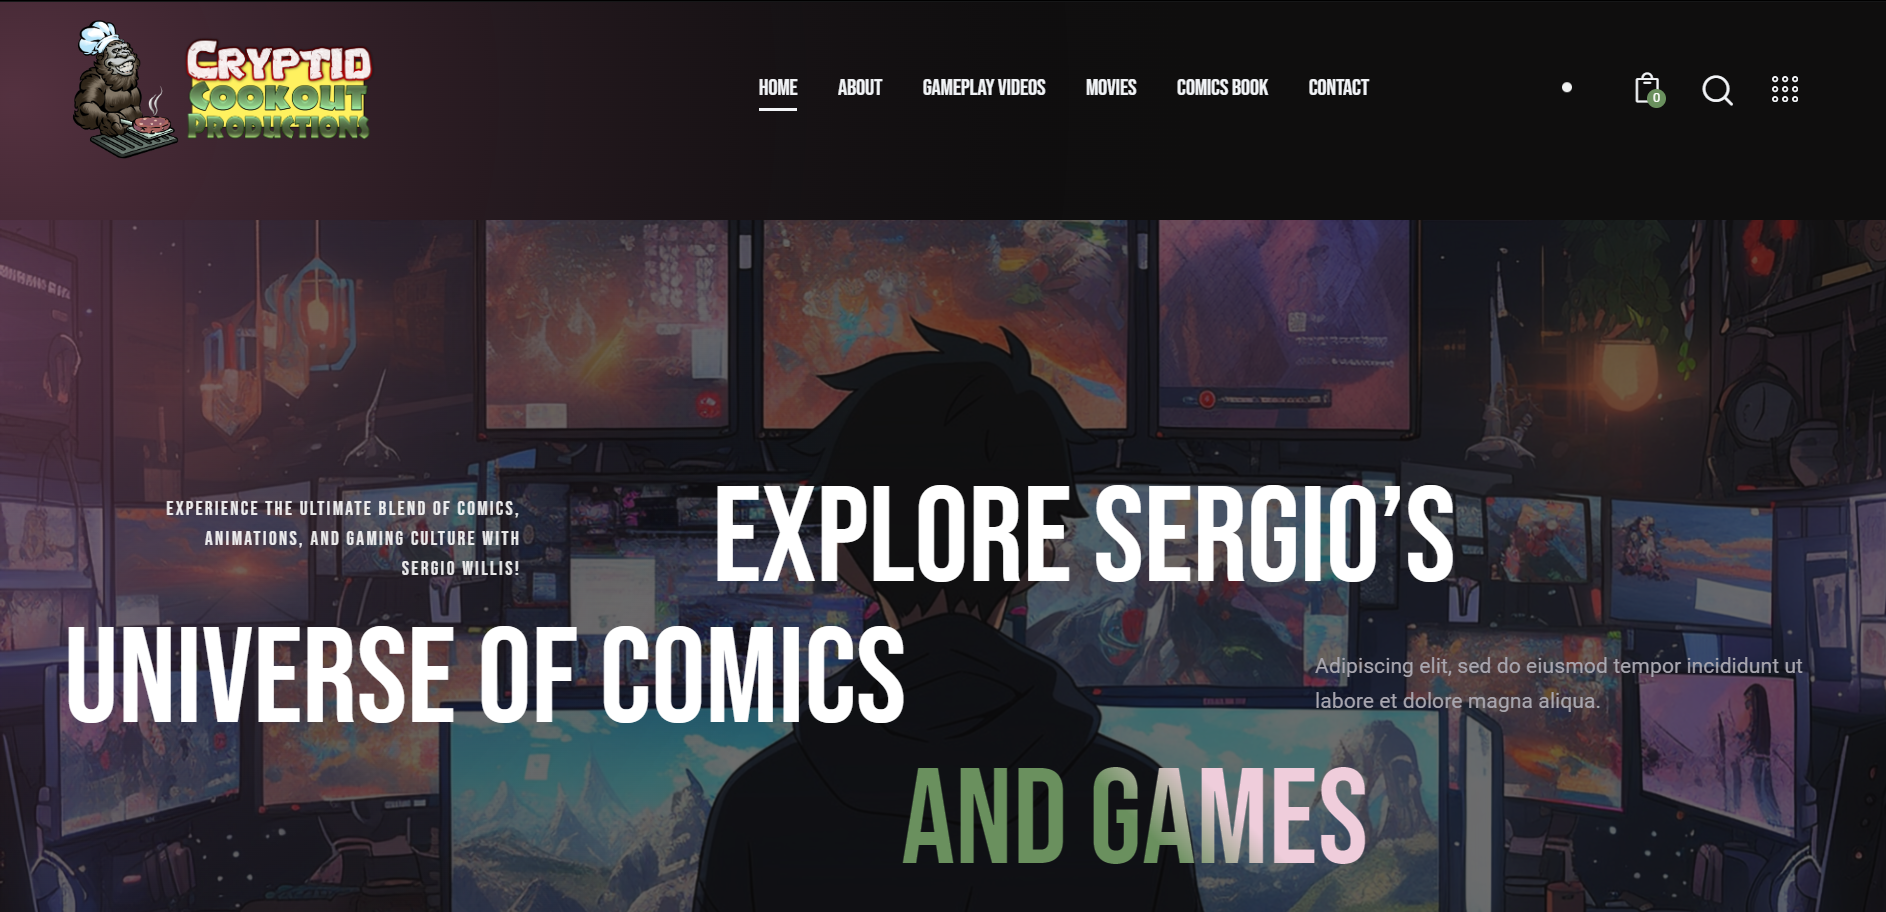 CRYPTID
COOKOUT
PRODUCTIONS
HOME ABOUT GAMEPLAY VIDEOS MOVIES COMICS BOOK CONTACT
0
EXPERIENCE THE ULTIMATE BLEND OF COMICS,
ANIMATIONS, AND GAMING CULTURE WITH
SERGIO WILLIS!
EXPLORE SERGIO’S
UNIVERSE OF COMICS
Adipiscing elit, sed do eiusmod tempor incididunt ut
labore et dolore magna aliqua.
AND GAMES